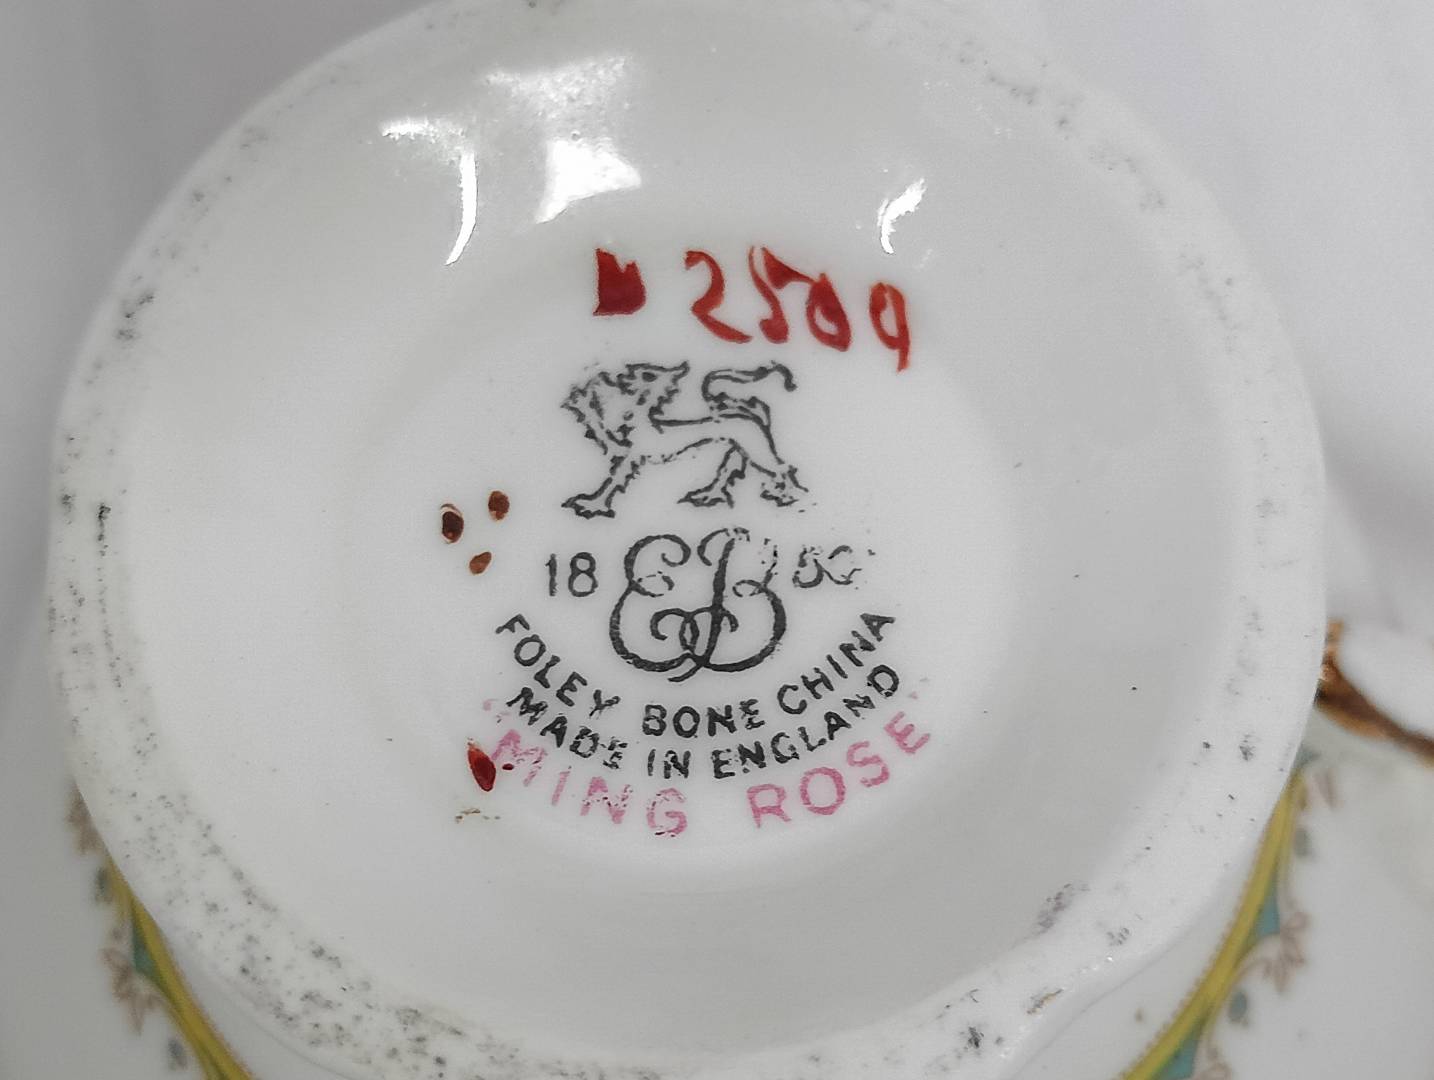 2509
18 EB 50
FOLEY BONE CHINA
MADE IN ENGLAND
"MING ROSE"